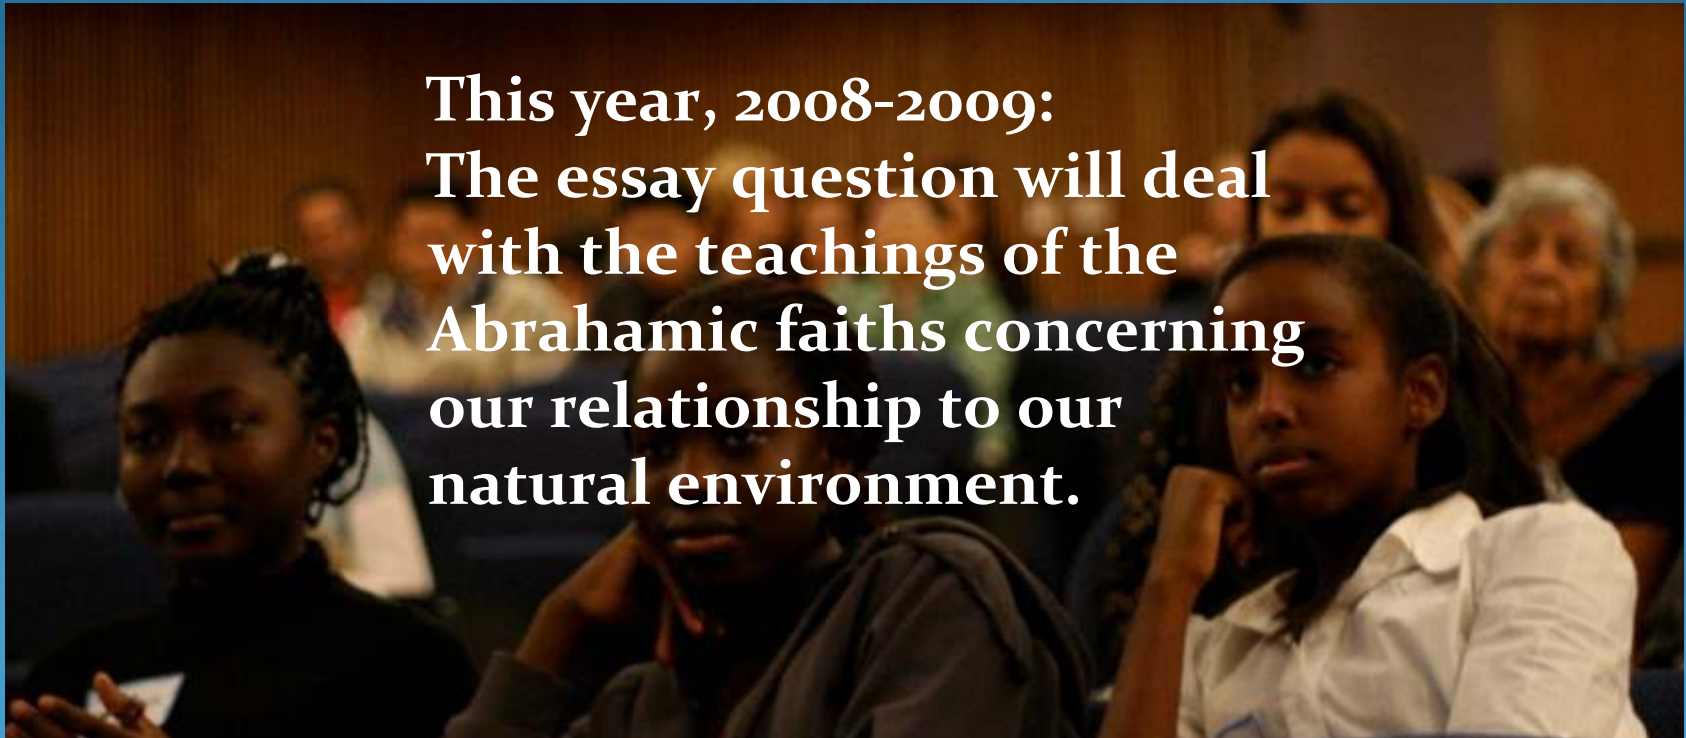 This year, 2008-2009:
The essay question will deal
with the teachings of the
Abrahamic faiths concerning
our relationship to our
natural environment.